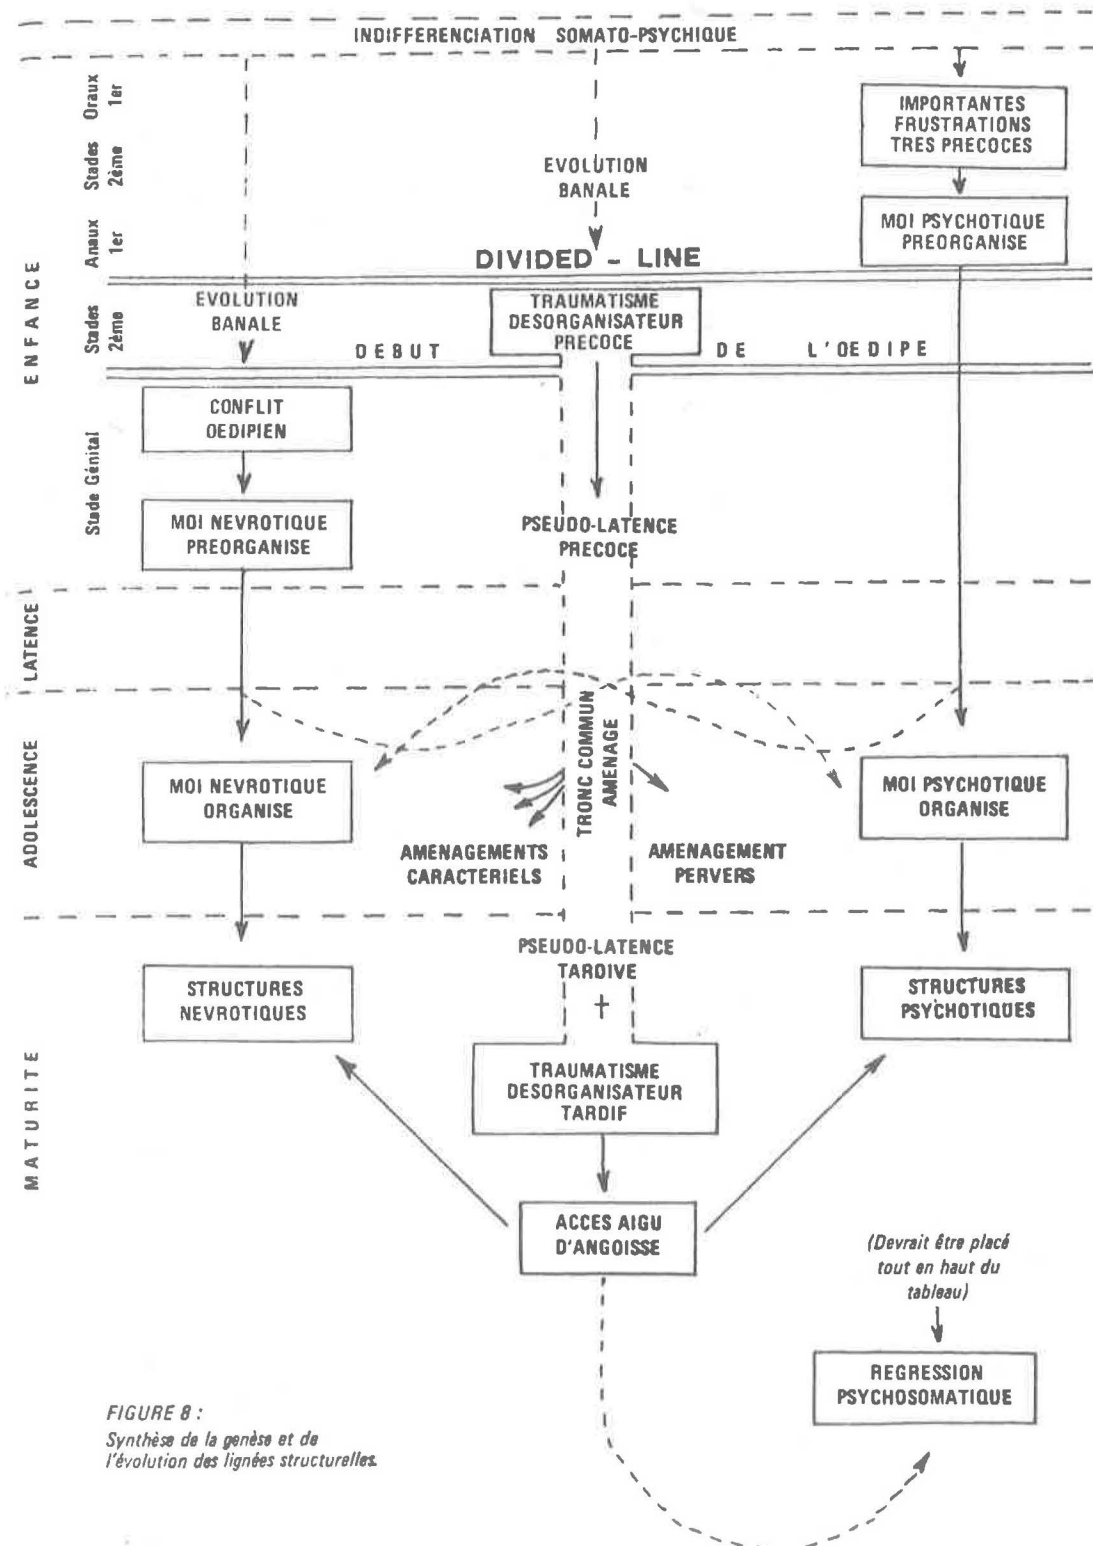 INDIFFERENCIATION SOMATO-PSYCHIQUE
ENFANCE
Stades Oraux
2ème 1er
Stades Anaux
2ème 1er
Stade Génital
LATENCE
ADOLESCENCE
MATURITE
IMPORTANTES
FRUSTRATIONS
TRES PRECOCES
EVOLUTION
BANALE
MOI PSYCHOTIQUE
PREORGANISE
DIVIDED - LINE
EVOLUTION
BANALE
TRAUMATISME
DESORGANISATEUR
PRECOCE
DEBUT DE L'OEDIPE
CONFLIT
OEDIPIEN
MOI NEVROTIQUE
PREORGANISE
PSEUDO-LATENCE
PRECOCE
TRONC COMMUN
AMENAGE
MOI NEVROTIQUE
ORGANISE
MOI PSYCHOTIQUE
ORGANISE
AMENAGEMENTS
CARACTERIELS
AMENAGEMENT
PERVERS
PSEUDO-LATENCE
TARDIVE
STRUCTURES
NEVROTIQUES
STRUCTURES
PSYCHOTIQUES
TRAUMATISME
DESORGANISATEUR
TARDIF
ACCES AIGU
D'ANGOISSE
(Devrait être placé
tout en haut du
tableau)
REGRESSION
PSYCHOSOMATIQUE
FIGURE 8 :
Synthèse de la genèse et de
l'évolution des lignées structurelles.